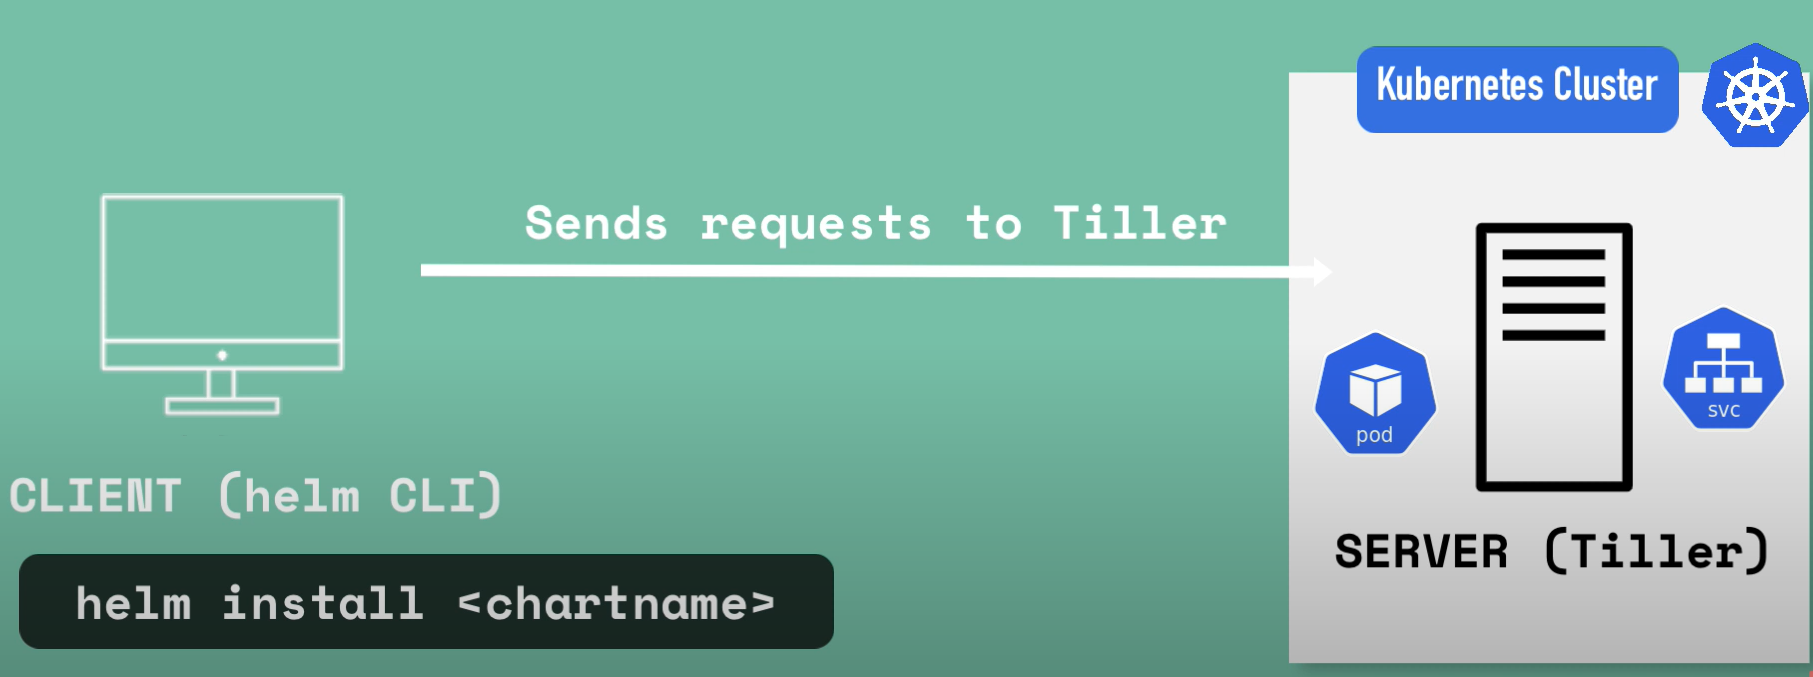 Kubernetes Cluster
Sends requests to Tiller
pod
svc
CLIENT (helm CLI)
SERVER (Tiller)
helm install <chartname>